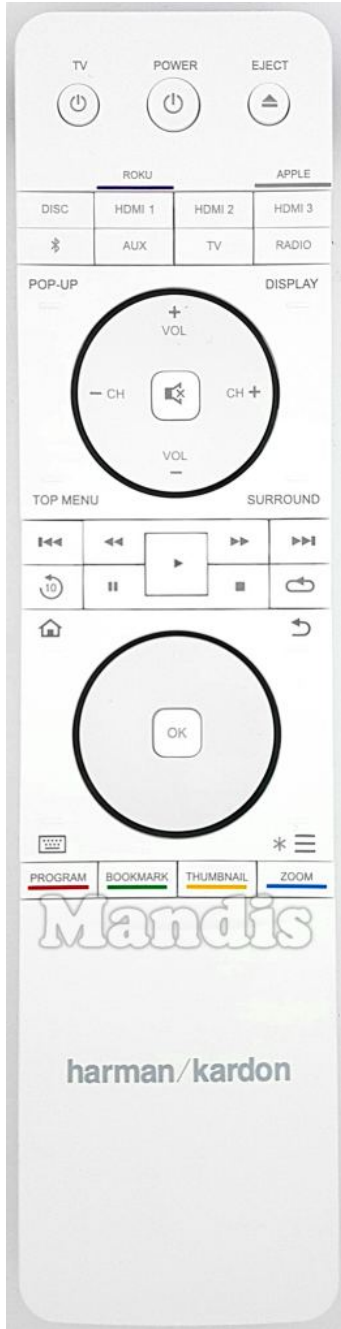 TV POWER EJECT
ROKU APPLE
DISC HDMI 1 HDMI 2 HDMI 3
AUX TV RADIO
POP-UP DISPLAY
+
VOL
− CH CH +
VOL
−
TOP MENU SURROUND
10
OK
*
PROGRAM BOOKMARK THUMBNAIL ZOOM
Mandis
harman/kardon